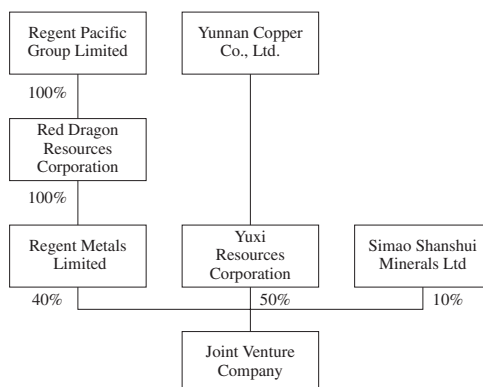 Regent Pacific
Group Limited
Yunnan Copper
Co., Ltd.
100%
Red Dragon
Resources
Corporation
100%
Regent Metals
Limited
Yuxi
Resources
Corporation
Simao Shanshui
Minerals Ltd
40%
50%
10%
Joint Venture
Company